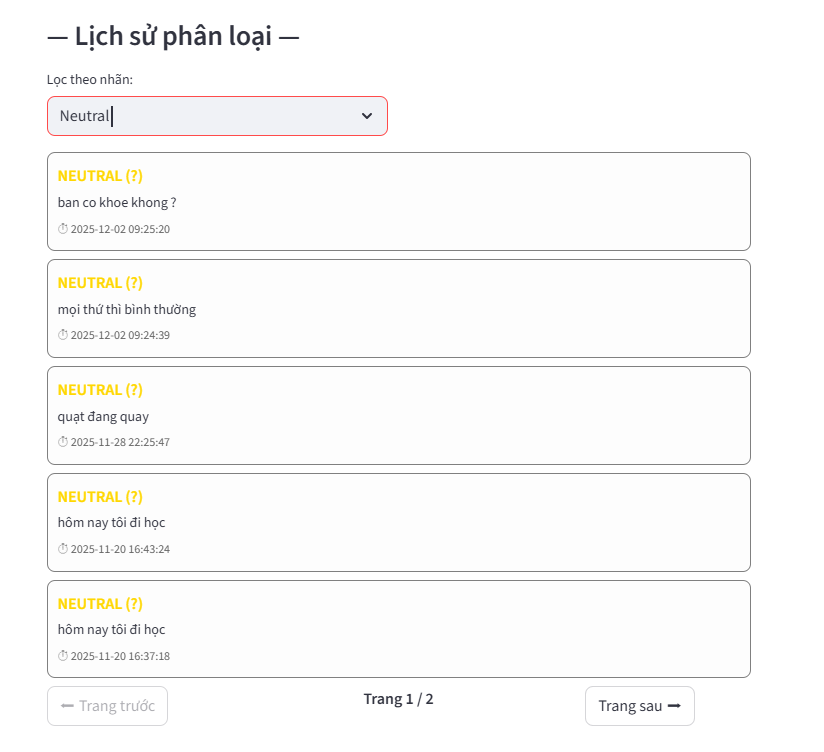 — Lịch sử phân loại —
Lọc theo nhãn:
Neutral
NEUTRAL (?)
ban co khoe khong ?
⏱ 2025-12-02 09:25:20
NEUTRAL (?)
mọi thứ thì bình thường
⏱ 2025-12-02 09:24:39
NEUTRAL (?)
quạt đang quay
⏱ 2025-11-28 22:25:47
NEUTRAL (?)
hôm nay tôi đi học
⏱ 2025-11-20 16:43:24
NEUTRAL (?)
hôm nay tôi đi học
⏱ 2025-11-20 16:37:18
⬅ Trang trước
Trang 1 / 2
Trang sau ➡